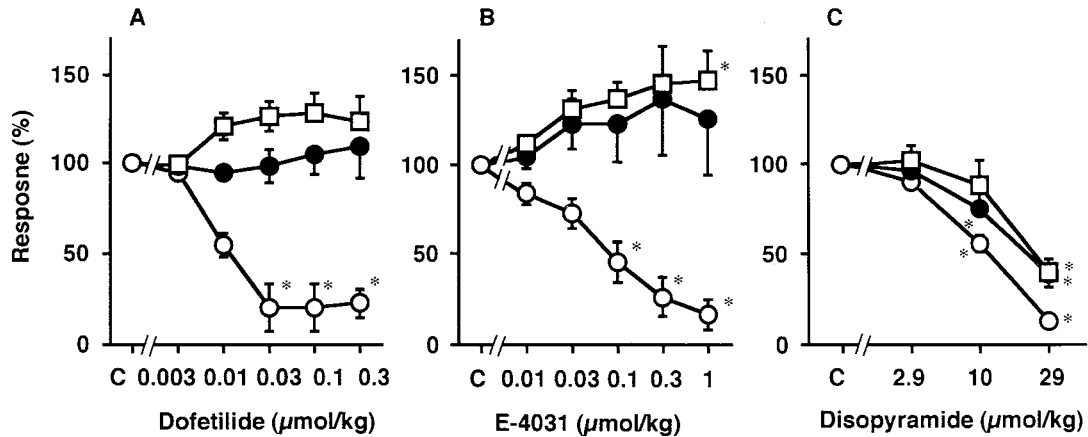 A
B
C
Resposne (%)
150
100
50
0
150
100
50
0
150
100
50
0
*
*
*
*
*
*
*
*
*
*
*
*
C 0.003 0.01 0.03 0.1 0.3
C 0.01 0.03 0.1 0.3 1
C 2.9 10 29
Dofetilide (μmol/kg)
E-4031 (μmol/kg)
Disopyramide (μmol/kg)